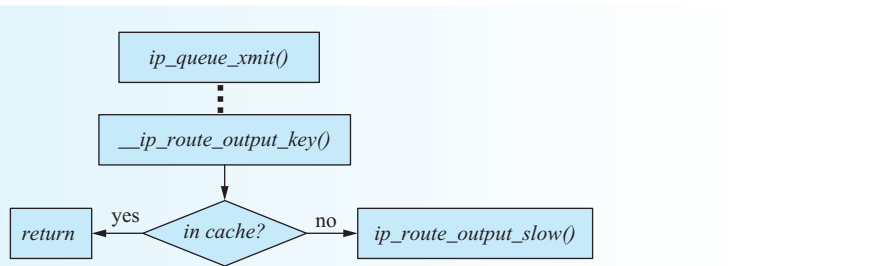 ip_queue_xmit()
__ip_route_output_key()
yes
no
return
in cache?
ip_route_output_slow()